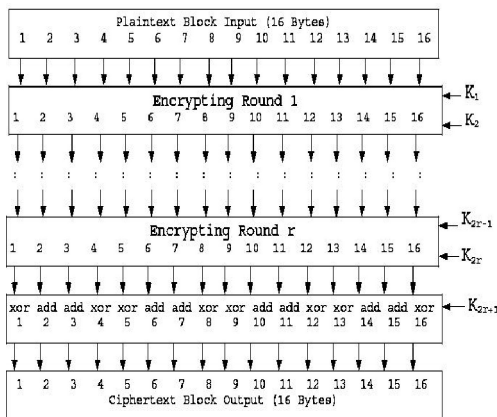 Plaintext Block Input (16 Bytes)
1 2 3 4 5 6 7 8 9 10 11 12 13 14 15 16
Encrypting Round 1
K1
1 2 3 4 5 6 7 8 9 10 11 12 13 14 15 16
K2
: : : : : : : : : : : : : : : :
Encrypting Round r
K2r-1
1 2 3 4 5 6 7 8 9 10 11 12 13 14 15 16
K2r
xor add add xor xor add add xor xor add add xor xor add add xor
K2r+1
1 2 3 4 5 6 7 8 9 10 11 12 13 14 15 16
1 2 3 4 5 6 7 8 9 10 11 12 13 14 15 16
Ciphertext Block Output (16 Bytes)